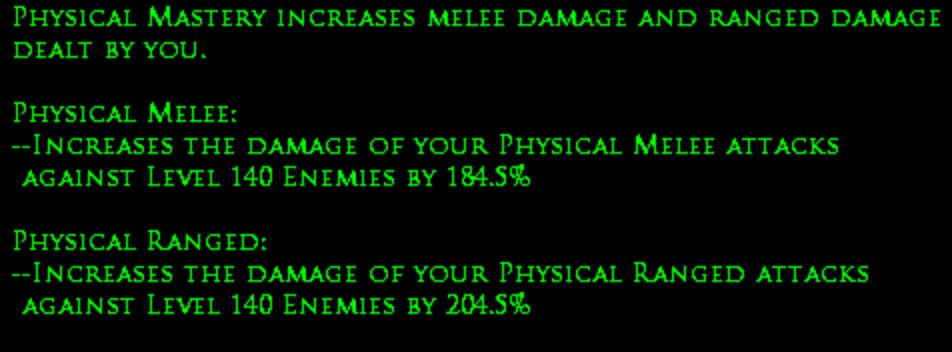 Physical Mastery increases melee damage and ranged damage
dealt by you.
Physical Melee:
--Increases the damage of your Physical Melee attacks
against Level 140 Enemies by 184.5%
Physical Ranged:
--Increases the damage of your Physical Ranged attacks
against Level 140 Enemies by 204.5%